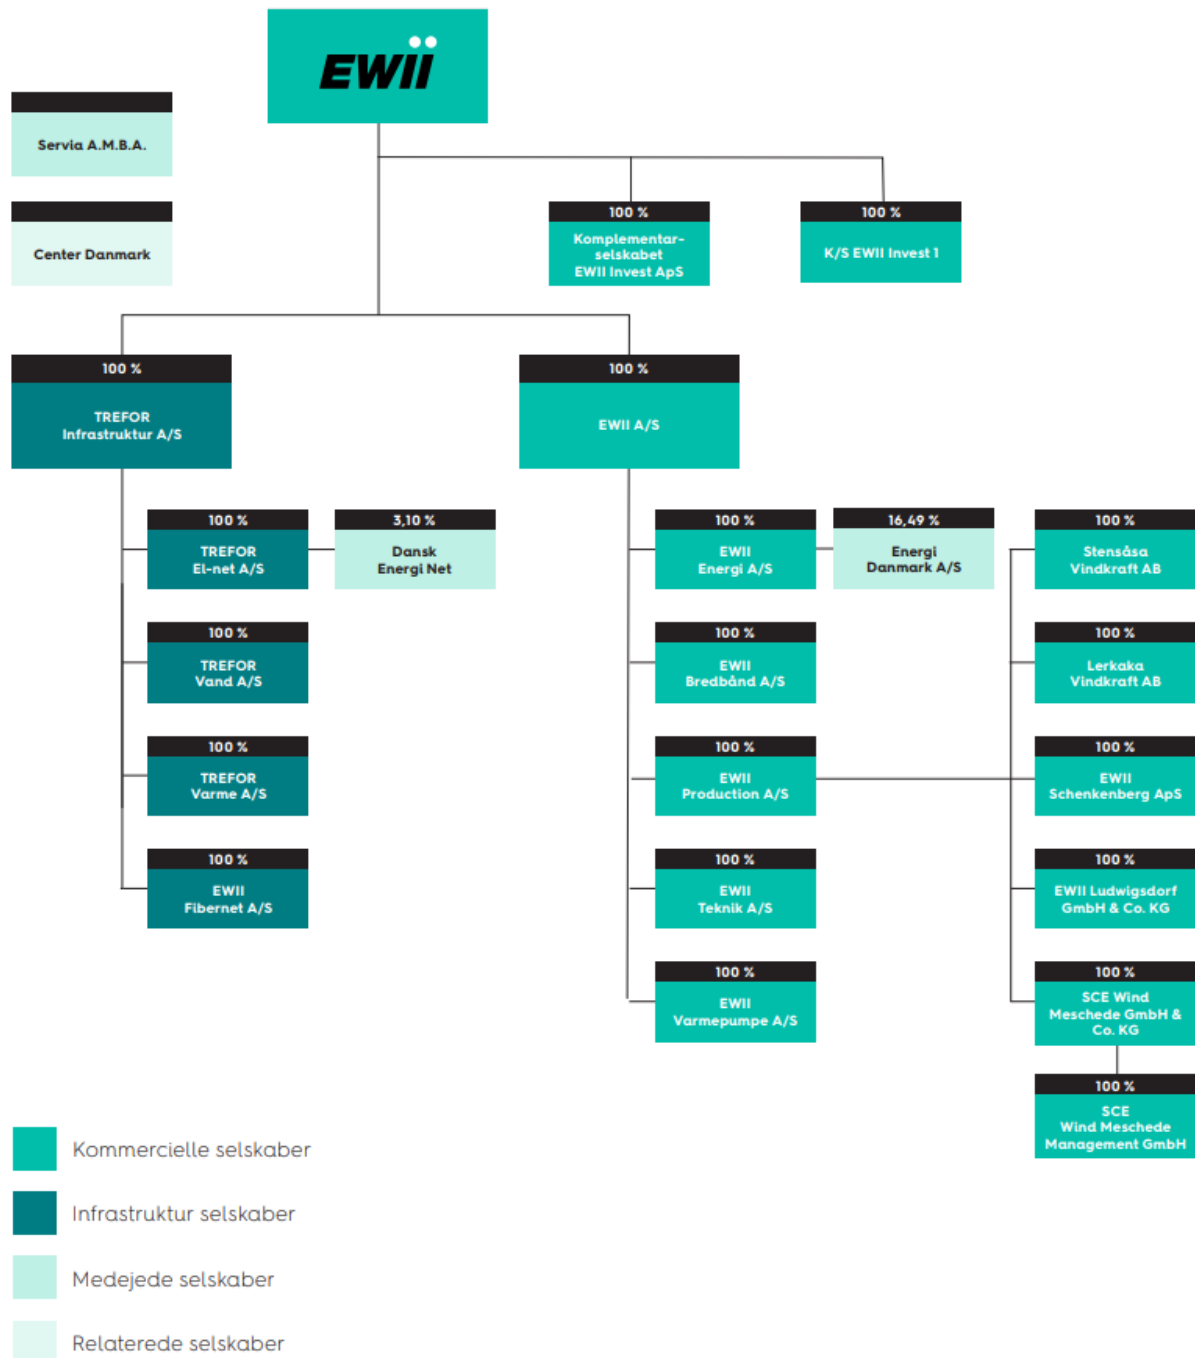 EWII
Servia A.M.B.A.
Center Danmark
100 %
Komplementar-
selskabet
EWII Invest ApS
100 %
K/S EWII Invest 1
100 %
TREFOR
Infrastruktur A/S
100 %
EWII A/S
100 %
TREFOR
El-net A/S
3,10 %
Dansk
Energi Net
100 %
TREFOR
Vand A/S
100 %
TREFOR
Varme A/S
100 %
EWII
Fibernet A/S
100 %
EWII
Energi A/S
16,49 %
Energi
Danmark A/S
100 %
EWII
Bredbånd A/S
100 %
EWII
Production A/S
100 %
EWII
Teknik A/S
100 %
EWII
Varmepumpe A/S
100 %
Stensåsa
Vindkraft AB
100 %
Lerkaka
Vindkraft AB
100 %
EWII
Schenkenberg ApS
100 %
EWII Ludwigsdorf
GmbH & Co. KG
100 %
SCE Wind
Meschede GmbH &
Co. KG
100 %
SCE
Wind Meschede
Management GmbH
Kommercielle selskaber
Infrastruktur selskaber
Medejede selskaber
Relaterede selskaber